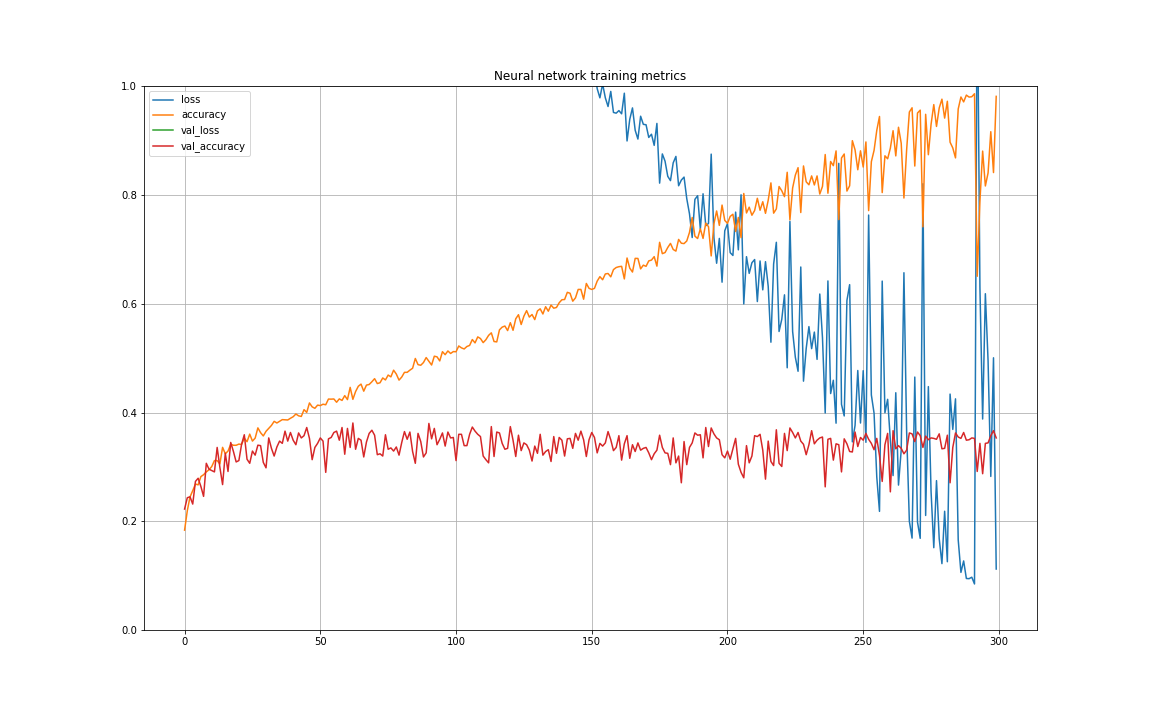 Neural network training metrics
1.0
loss
accuracy
val_loss
val_accuracy
0.8
0.6
0.4
0.2
0.0
0 50 100 150 200 250 300